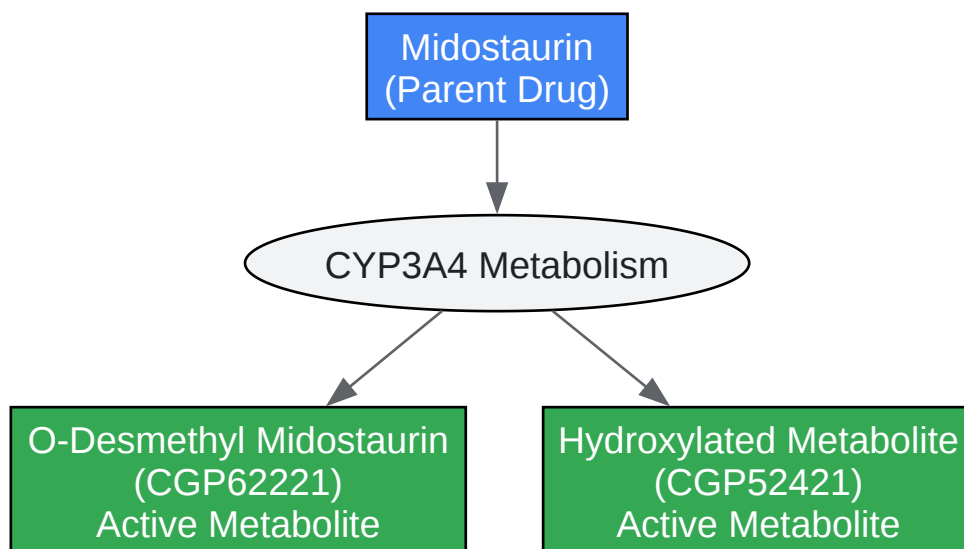 Midostaurin
(Parent Drug)
CYP3A4 Metabolism
O-Desmethyl Midostaurin
(CGP62221)
Active Metabolite
Hydroxylated Metabolite
(CGP52421)
Active Metabolite